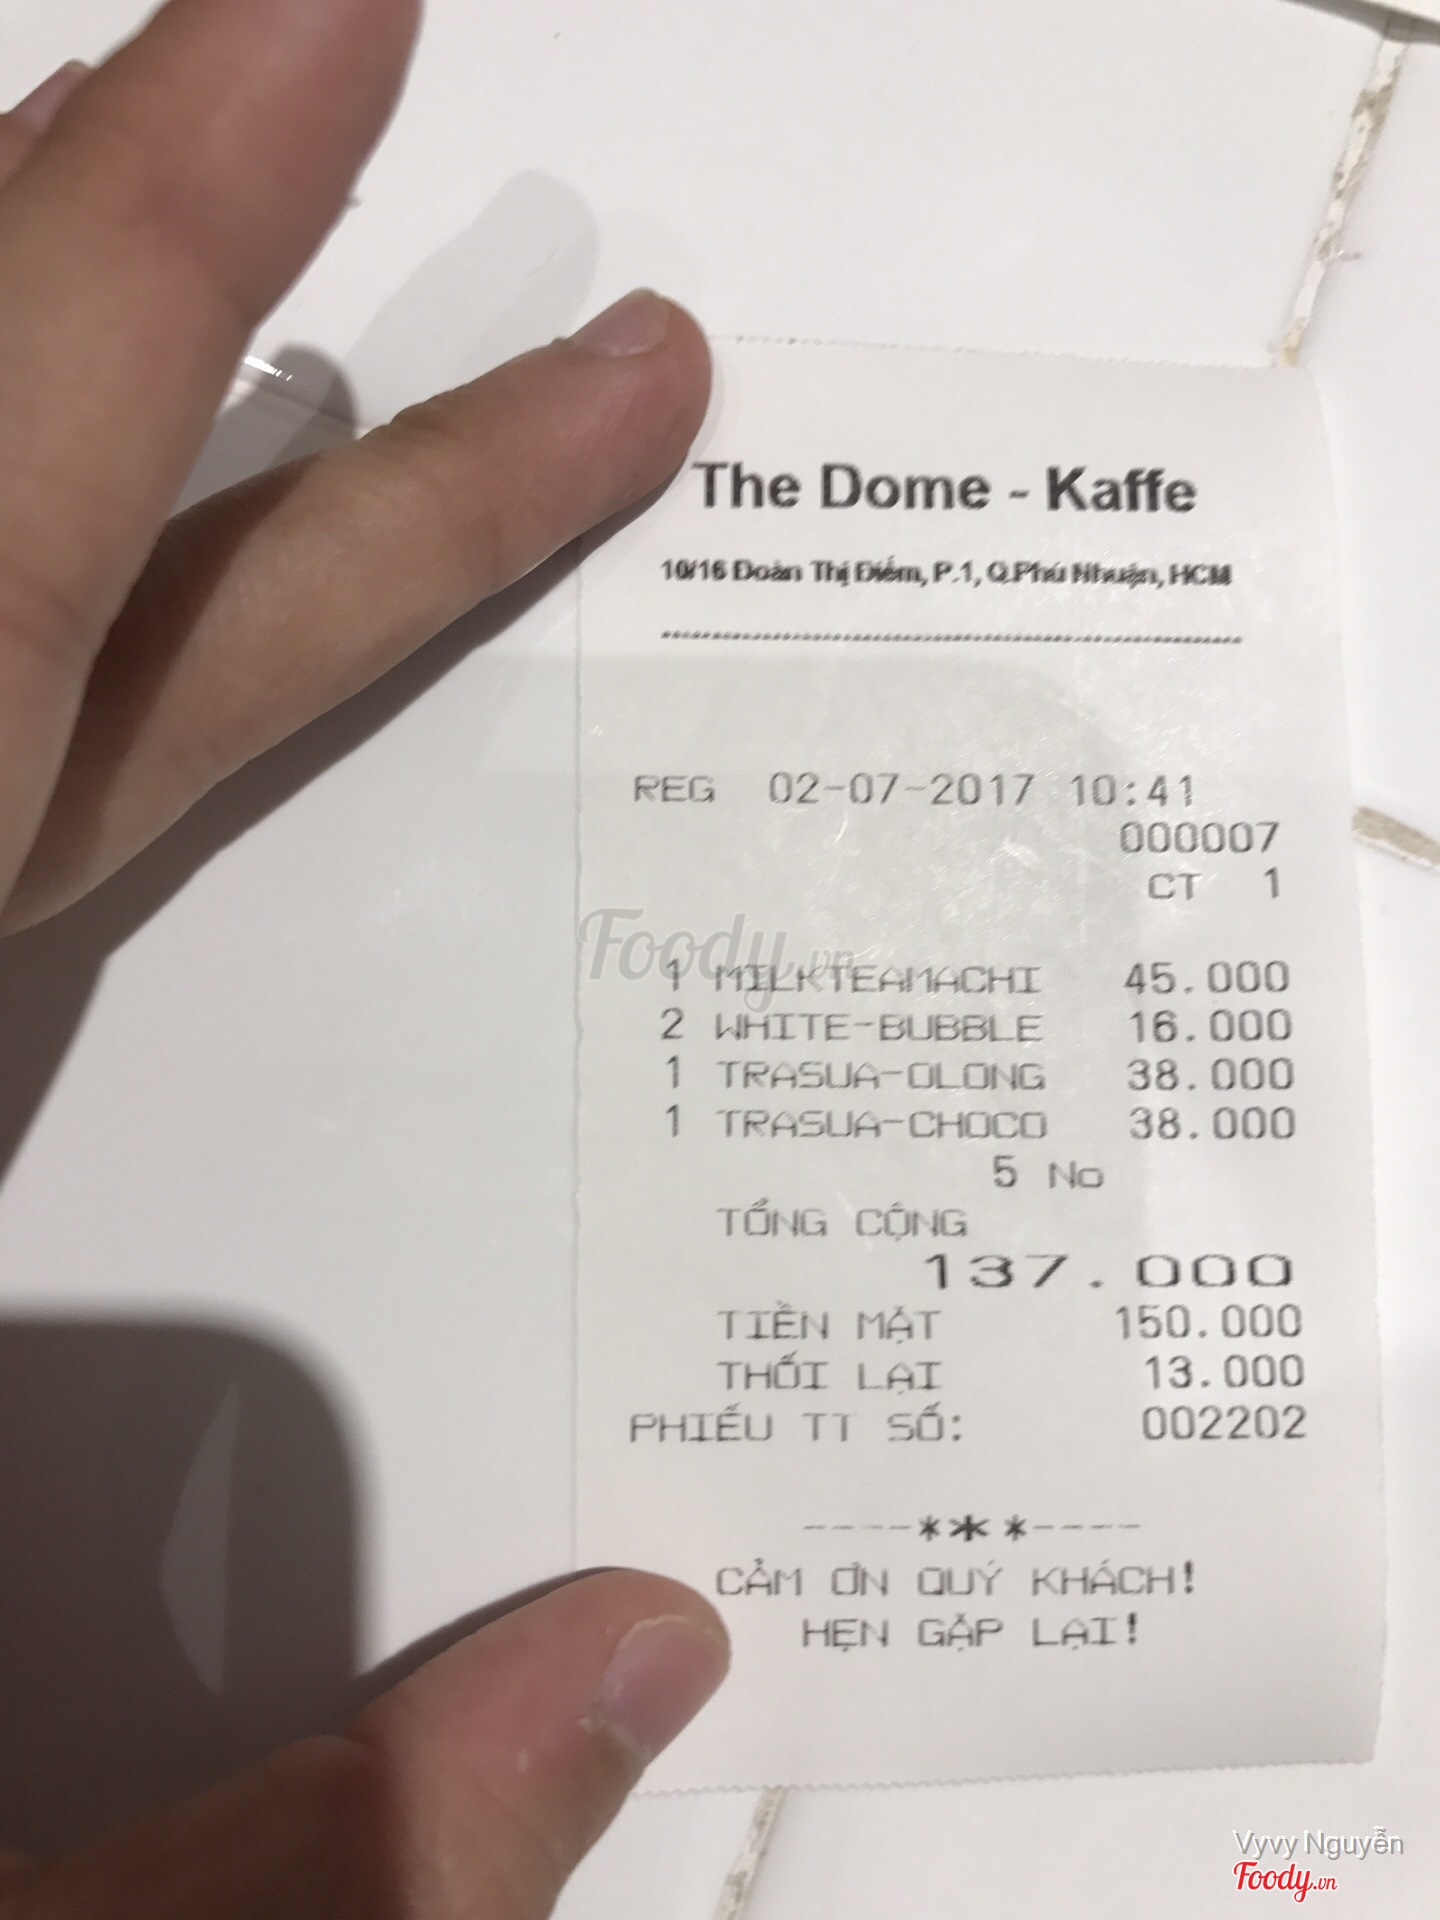 The Dome - Kaffe
10/16 Đoàn Thị Điểm, P.1, Q.Phú Nhuận, HCM
REG 02-07-2017 10:41
000007
CT 1
Foody.vn
1 MILKTEAMACHI 45.000
2 WHITE-BUBBLE 16.000
1 TRASUA-OLONG 38.000
1 TRASUA-CHOCO 38.000
5 No
TỔNG CỘNG
137.000
TIỀN MẶT 150.000
THỐI LẠI 13.000
PHIẾU TT SỐ: 002202
----***----
CẢM ƠN QUÝ KHÁCH!
HẸN GẶP LẠI!
Vyvy Nguyễn
Foody.vn